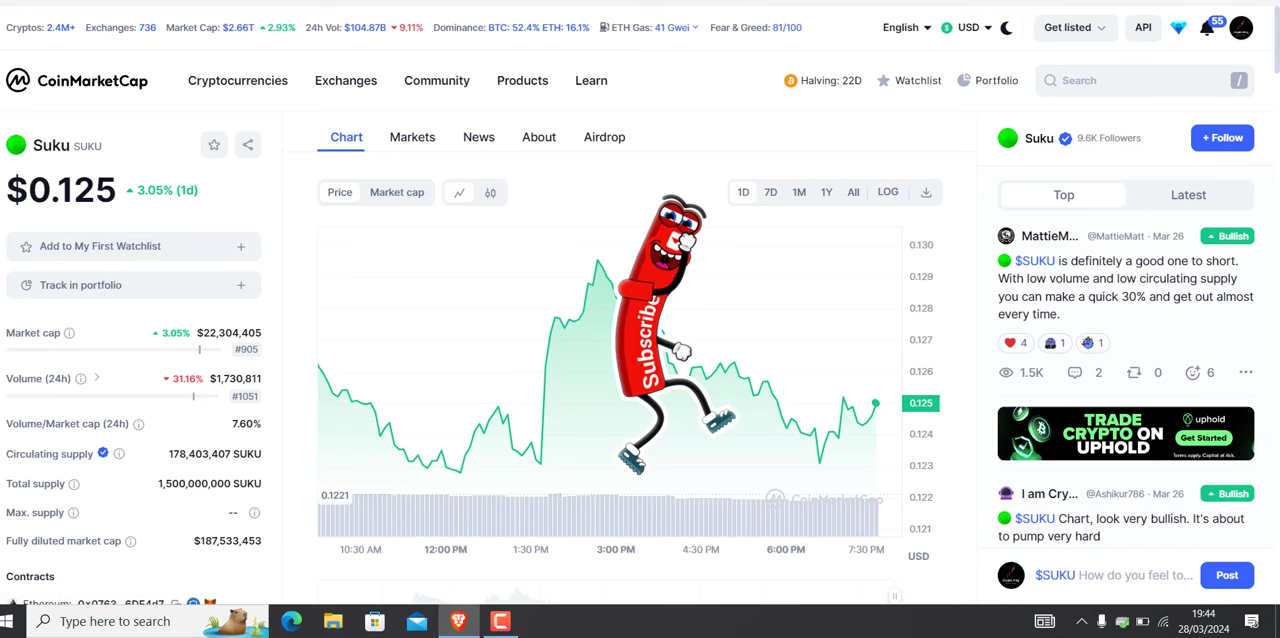 Cryptos: 2.4M+ Exchanges: 736 Market Cap: $2.66T 2.93% 24h Vol: $104.87B 9.11% Dominance: BTC: 52.4% ETH: 16.1% ETH Gas: 41 Gwei Fear & Greed: 81/100
English USD Get listed API 55
CoinMarketCap Cryptocurrencies Exchanges Community Products Learn Halving: 22D Watchlist Portfolio Search /
Suku SUKU
$0.125 3.05% (1d)
Add to My First Watchlist +
Track in portfolio +
Market cap 3.05% $22,304,405
#905
Volume (24h) 31.16% $1,730,811
#1051
Volume/Market cap (24h) 7.60%
Circulating supply 178,403,407 SUKU
Total supply 1,500,000,000 SUKU
Max. supply --
Fully diluted market cap $187,533,453
Contracts
Chart Markets News About Airdrop
Price Market cap
1D 7D 1M 1Y All LOG
0.130
0.129
0.128
0.127
0.126
0.125
0.124
0.123
0.122
0.121
0.1221
CoinMarketCap
10:30 AM 12:00 PM 1:30 PM 3:00 PM 4:30 PM 6:00 PM 7:30 PM USD
Subscribe
Suku 9.6K Followers + Follow
Top Latest
MattieM... @MattieMatt · Mar 26 Bullish
$SUKU is definitely a good one to short.
With low volume and low circulating supply
you can make a quick 30% and get out almost
every time.
4 1 1
1.5K 2 0 6
TRADE
CRYPTO ON
UPHOLD
uphold
Get Started
Terms apply. Capital at risk.
I am Cry... @Ashikur786 · Mar 26 Bullish
$SUKU Chart, look very bullish. It's about
to pump very hard
$SUKU How do you feel to... Post
Type here to search
19:44
28/03/2024